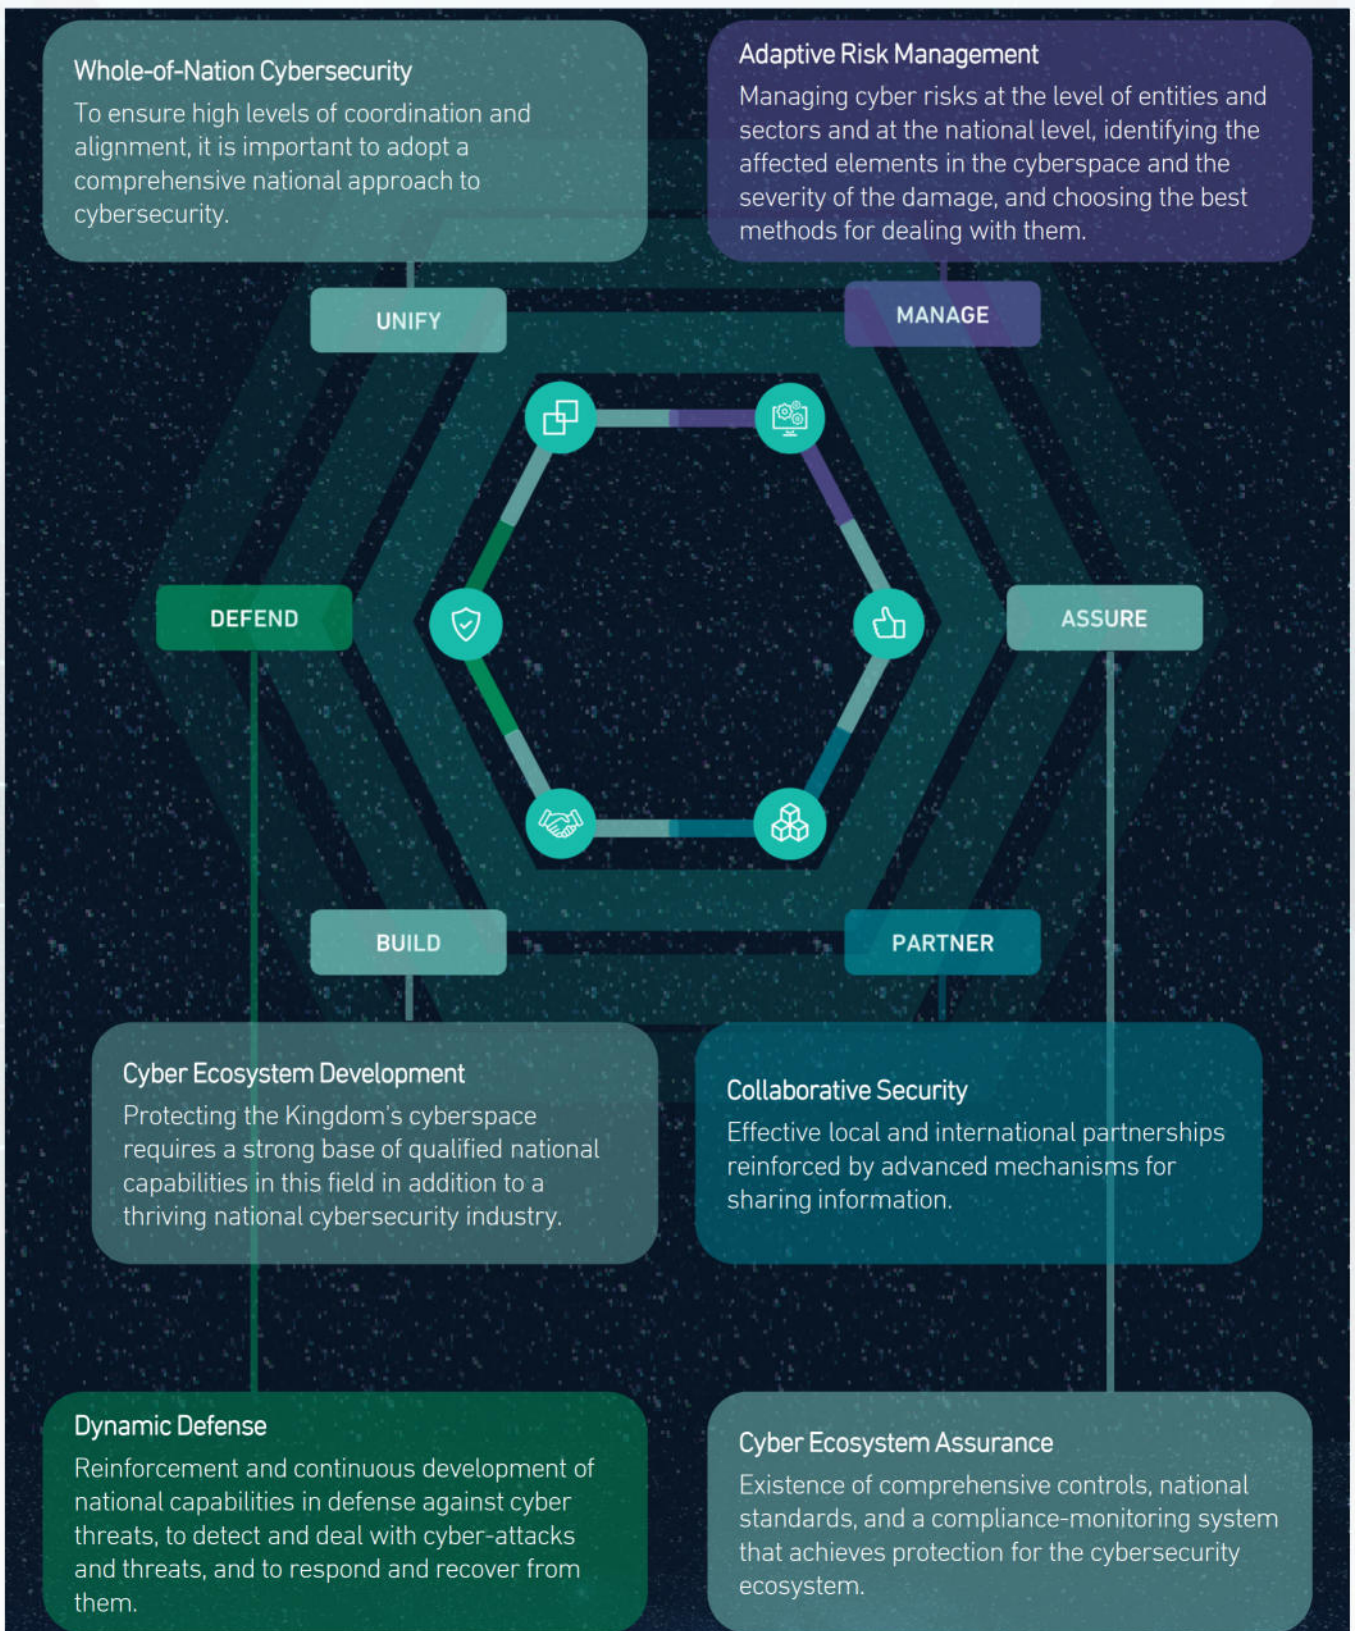 Whole-of-Nation Cybersecurity
To ensure high levels of coordination and
alignment, it is important to adopt a
comprehensive national approach to
cybersecurity.
Adaptive Risk Management
Managing cyber risks at the level of entities and
sectors and at the national level, identifying the
affected elements in the cyberspace and the
severity of the damage, and choosing the best
methods for dealing with them.
UNIFY
MANAGE
DEFEND
ASSURE
BUILD
PARTNER
Cyber Ecosystem Development
Protecting the Kingdom's cyberspace
requires a strong base of qualified national
capabilities in this field in addition to a
thriving national cybersecurity industry.
Collaborative Security
Effective local and international partnerships
reinforced by advanced mechanisms for
sharing information.
Dynamic Defense
Reinforcement and continuous development of
national capabilities in defense against cyber
threats, to detect and deal with cyber-attacks
and threats, and to respond and recover from
them.
Cyber Ecosystem Assurance
Existence of comprehensive controls, national
standards, and a compliance-monitoring system
that achieves protection for the cybersecurity
ecosystem.